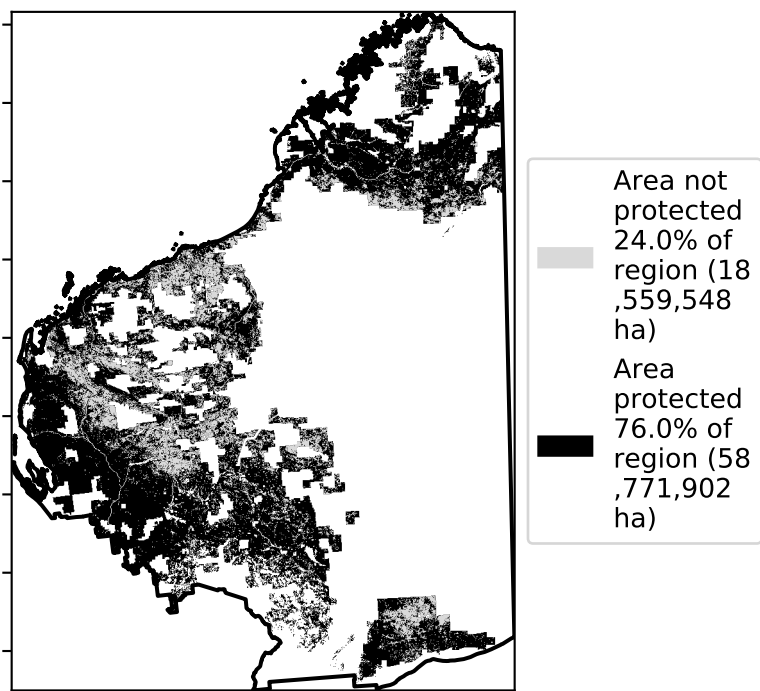 Area not
protected
24.0% of
region (18
,559,548
ha)
Area
protected
76.0% of
region (58
,771,902
ha)